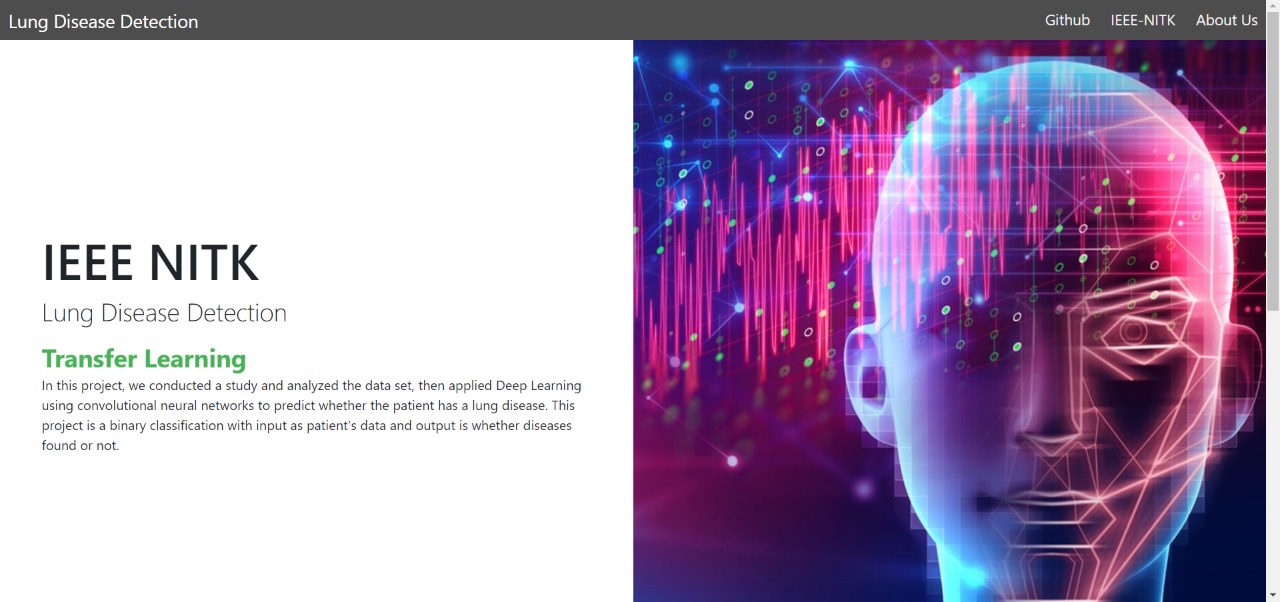 Lung Disease Detection
Github IEEE-NITK About Us
IEEE NITK
Lung Disease Detection
Transfer Learning
In this project, we conducted a study and analyzed the data set, then applied Deep Learning
using convolutional neural networks to predict whether the patient has a lung disease. This
project is a binary classification with input as patient's data and output is whether diseases
found or not.